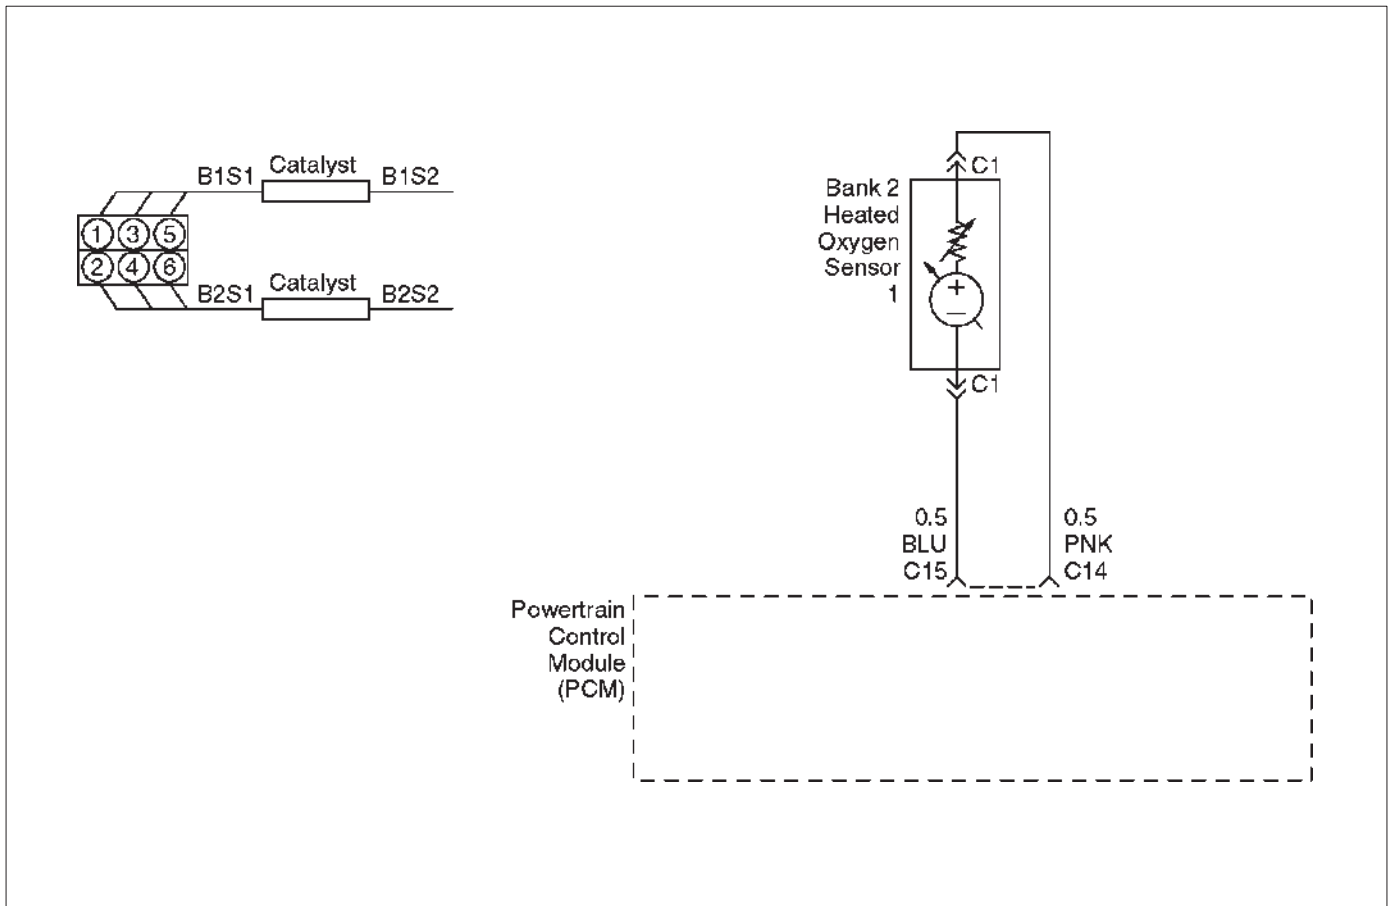 B1S1 Catalyst B1S2
1 3 5
2 4 6
B2S1 Catalyst B2S2
C1
Bank 2
Heated
Oxygen
Sensor
1
+
−
C1
0.5
BLU
C15
0.5
PNK
C14
Powertrain
Control
Module
(PCM)